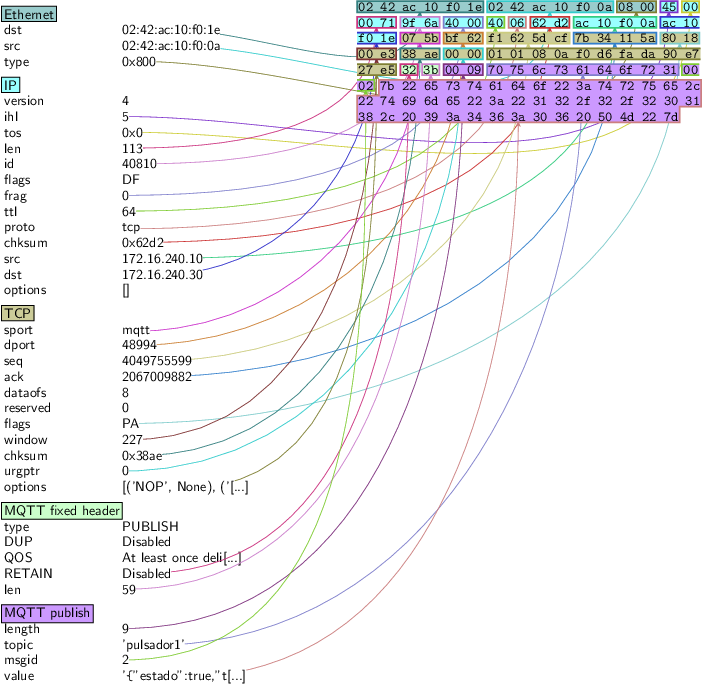 02 42 ac 10 f0 1e 02 42 ac 10 f0 0a 08 00 45 00
00 71 9f 6a 40 00 40 06 62 d2 ac 10 f0 0a ac 10
f0 1e 07 5b bf 62 f1 62 5d cf 7b 34 11 5a 80 18
00 e3 38 ae 00 00 01 01 08 0a f0 d6 fa da 90 e7
27 e5 32 3b 00 09 70 75 6c 73 61 64 6f 72 31 00
02 7b 22 65 73 74 61 64 6f 22 3a 74 72 75 65 2c
22 74 69 6d 65 22 3a 22 31 32 2f 32 2f 32 30 31
38 2c 20 39 3a 34 36 3a 30 36 20 50 4d 22 7d
Ethernet
dst 02:42:ac:10:f0:1e
src 02:42:ac:10:f0:0a
type 0x800
IP
version 4
ihl 5
tos 0x0
len 113
id 40810
flags DF
frag 0
ttl 64
proto tcp
chksum 0x62d2
src 172.16.240.10
dst 172.16.240.30
options []
TCP
sport mqtt
dport 48994
seq 4049755599
ack 2067009882
dataofs 8
reserved 0
flags PA
window 227
chksum 0x38ae
urgptr 0
options [('NOP', None), ('[...]
MQTT fixed header
type PUBLISH
DUP Disabled
QOS At least once deli[...]
RETAIN Disabled
len 59
MQTT publish
length 9
topic 'pulsador1'
msgid 2
value '{"estado":true,"t[...]